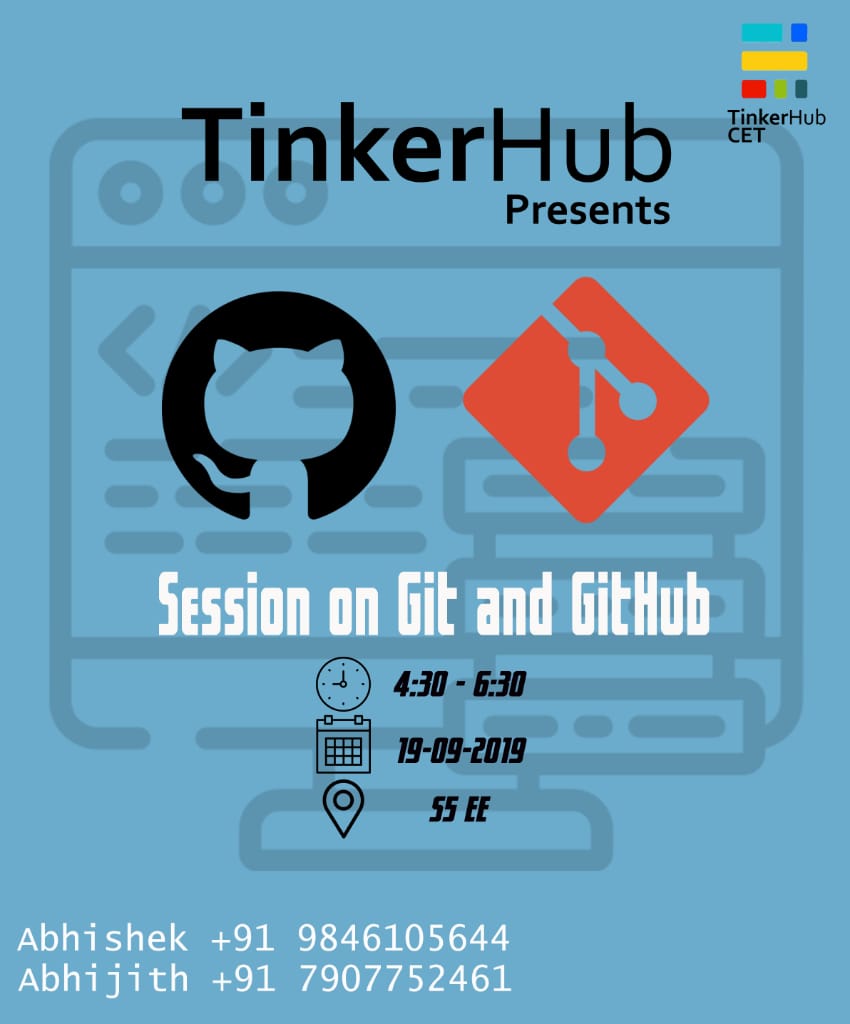 TinkerHub
CET
TinkerHub
Presents
Session on Git and GitHub
4:30 - 6:30
19-09-2019
S5 EE
Abhishek +91 9846105644
Abhijith +91 7907752461